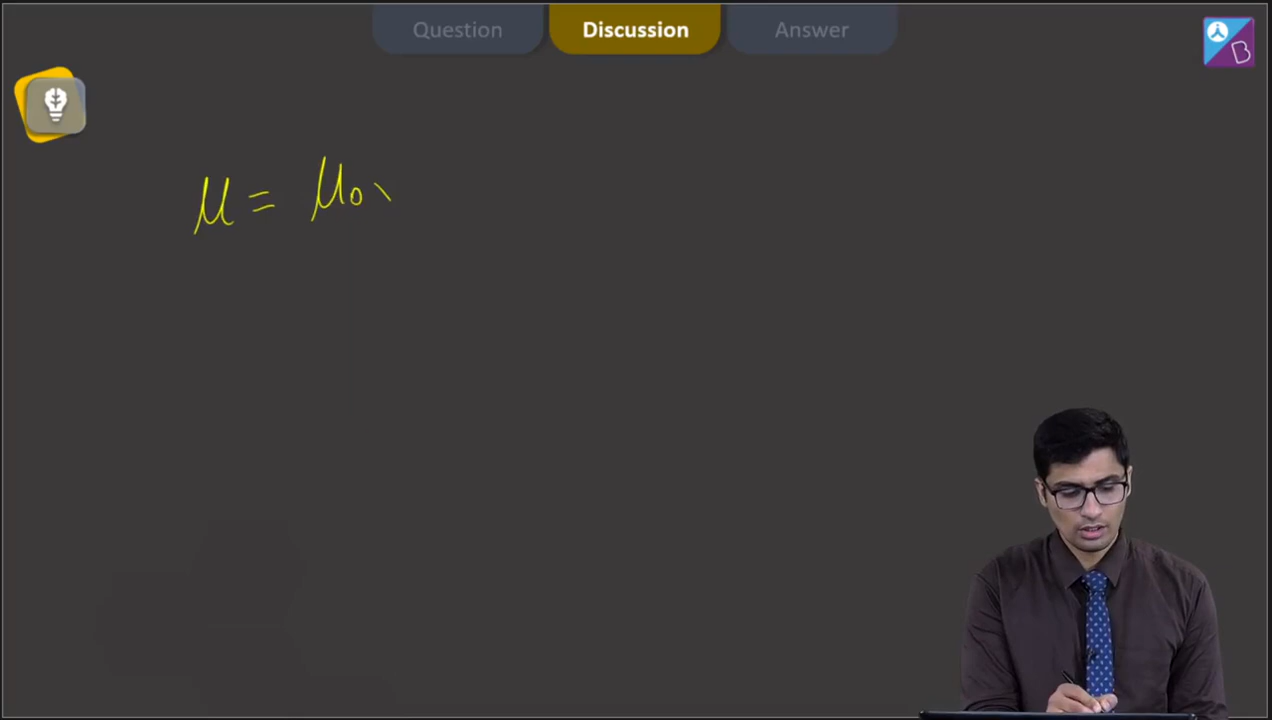 Question Discussion Answer
B
μ = μ₀